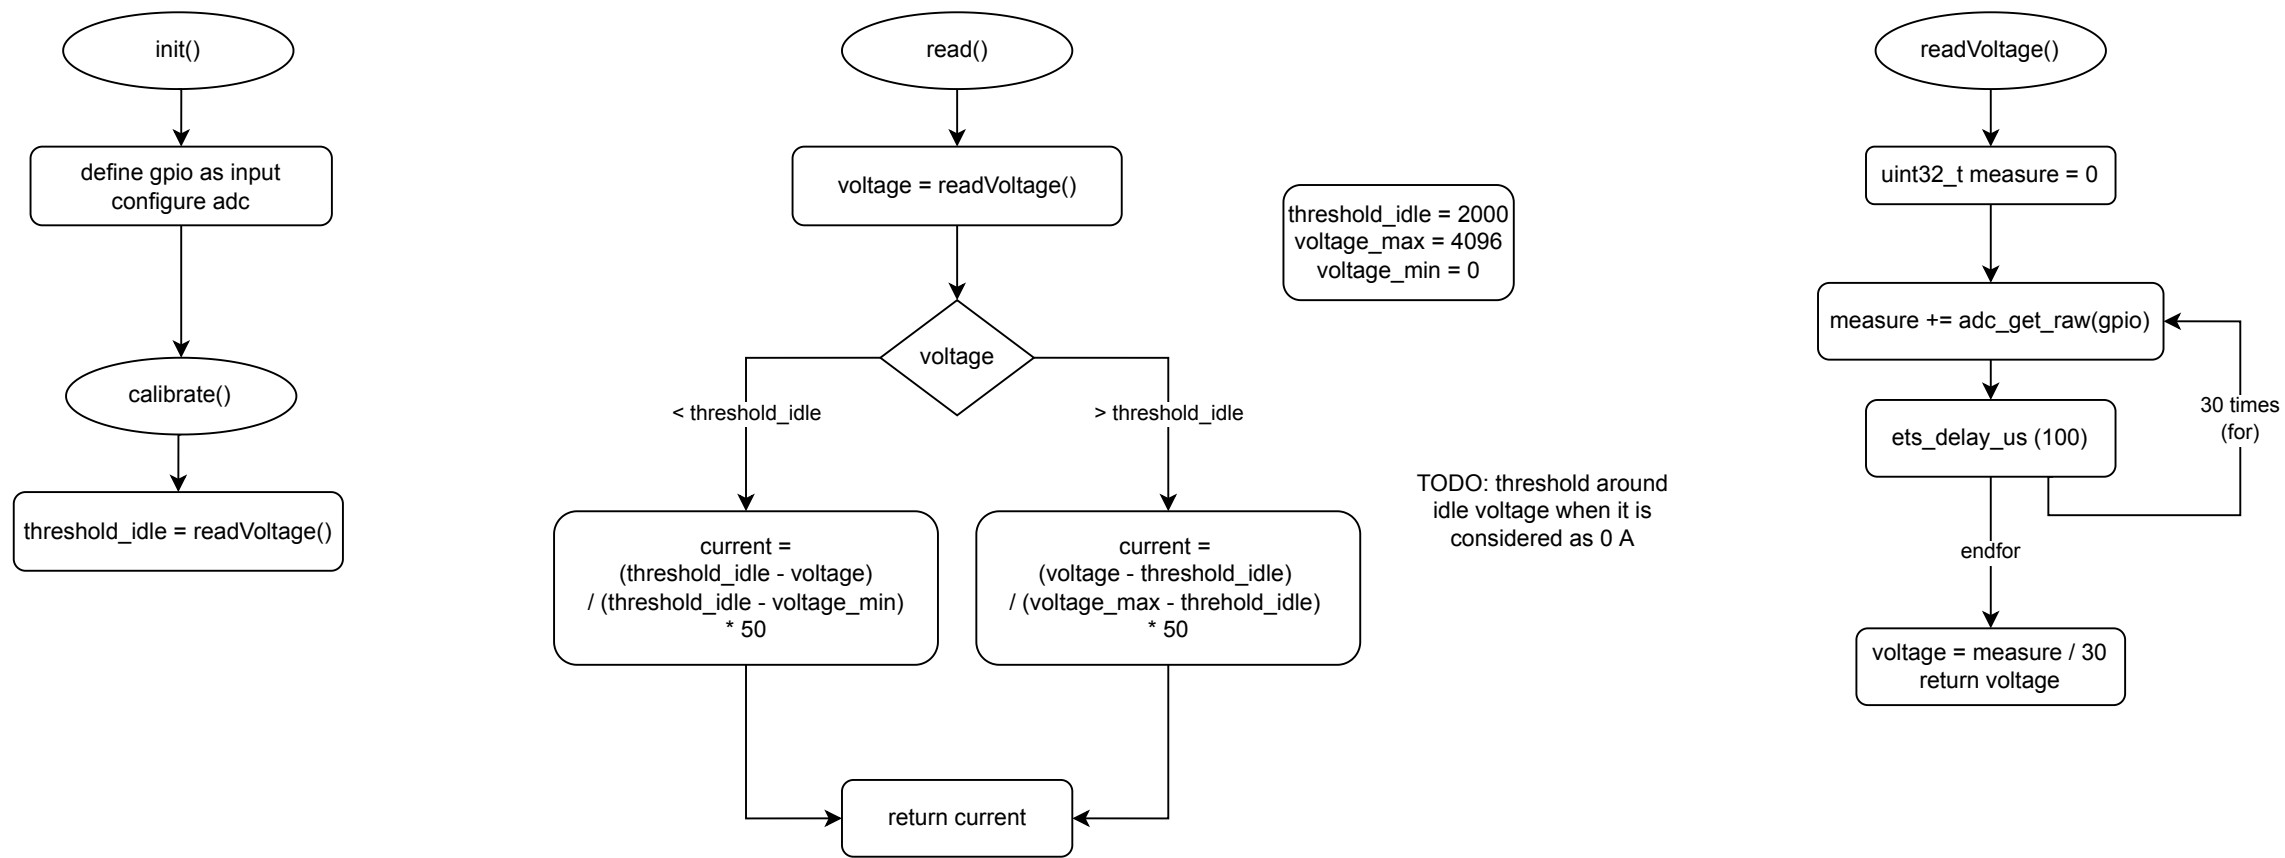 init()
define gpio as input
configure adc
calibrate()
threshold_idle = readVoltage()
read()
voltage = readVoltage()
voltage
< threshold_idle
> threshold_idle
current =
(threshold_idle - voltage)
/ (threshold_idle - voltage_min)
* 50
current =
(voltage - threshold_idle)
/ (voltage_max - threhold_idle)
* 50
return current
threshold_idle = 2000
voltage_max = 4096
voltage_min = 0
TODO: threshold around
idle voltage when it is
considered as 0 A
readVoltage()
uint32_t measure = 0
measure += adc_get_raw(gpio)
ets_delay_us (100)
30 times
(for)
endfor
voltage = measure / 30
return voltage